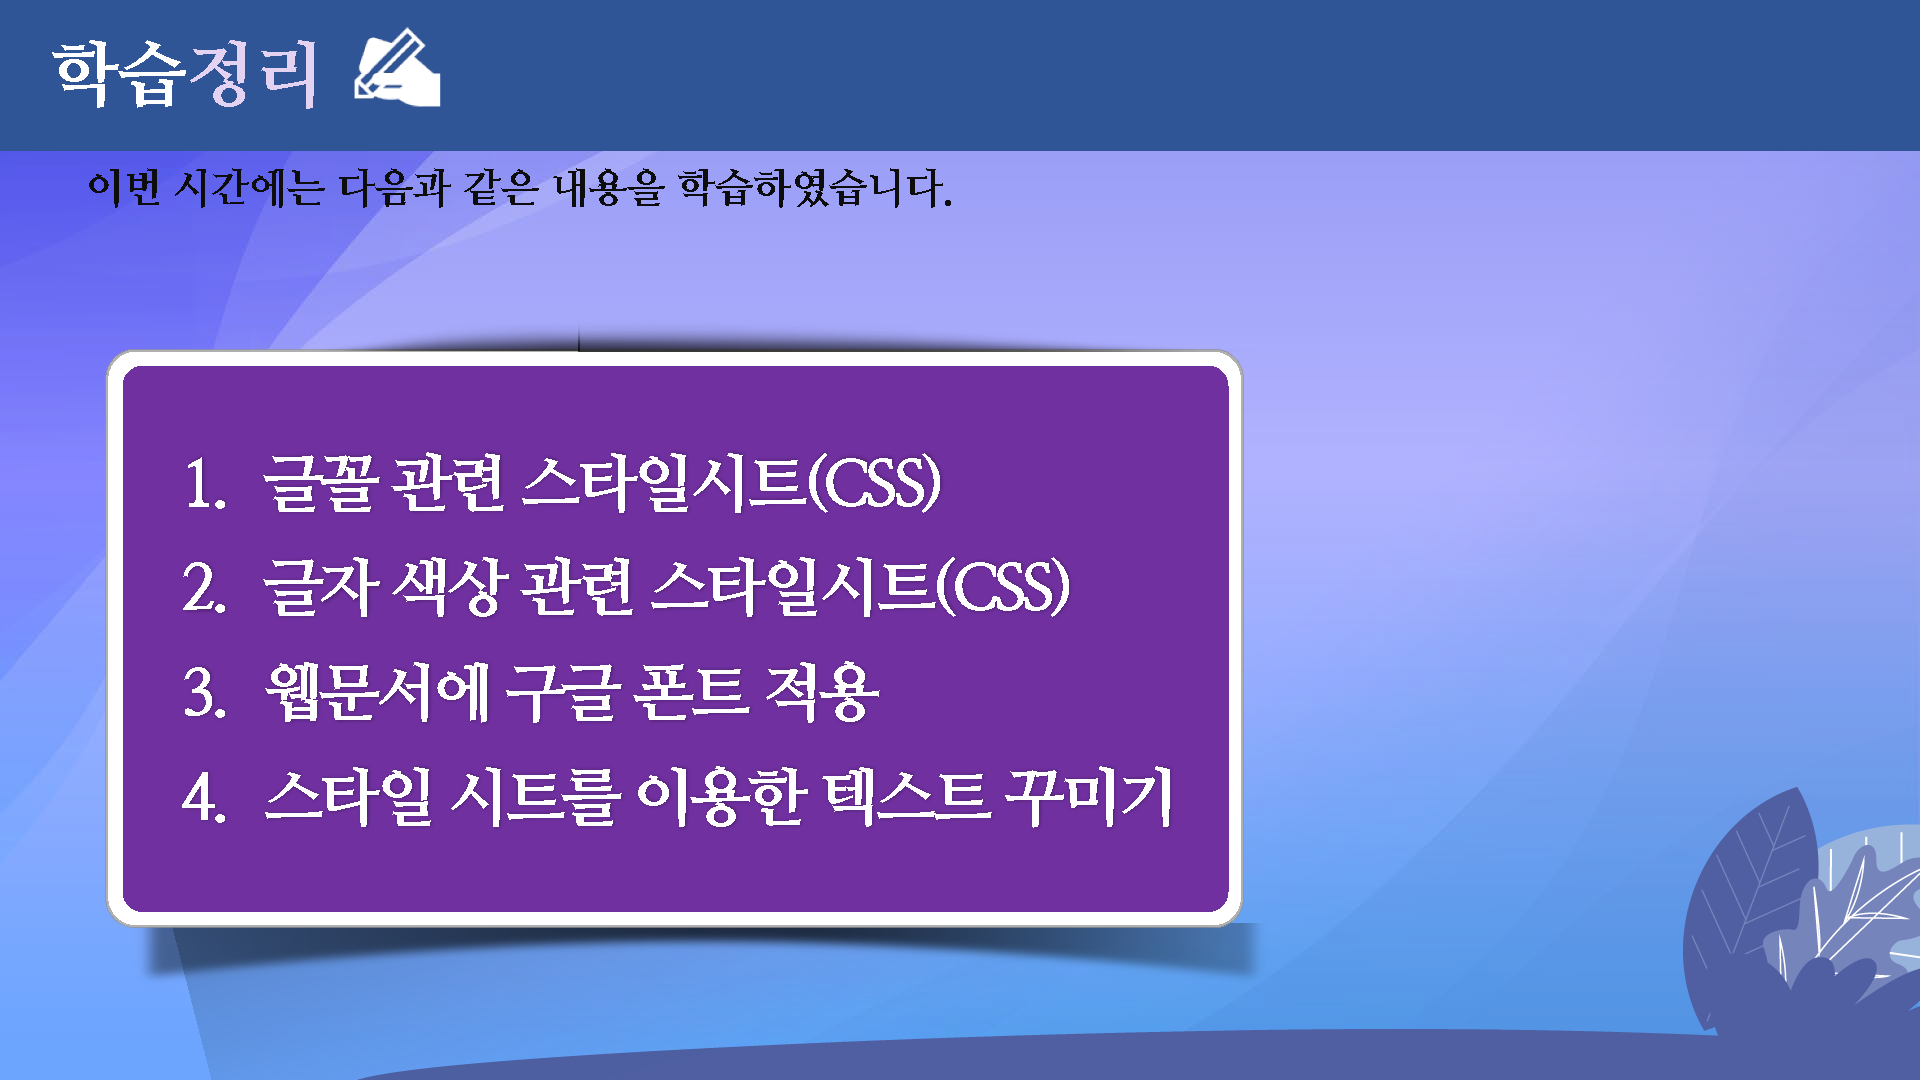 학습정리
이번 시간에는 다음과 같은 내용을 학습하였습니다.
1. 글꼴 관련 스타일시트(CSS)
2. 글자 색상 관련 스타일시트(CSS)
3. 웹문서에 구글 폰트 적용
4. 스타일 시트를 이용한 텍스트 꾸미기